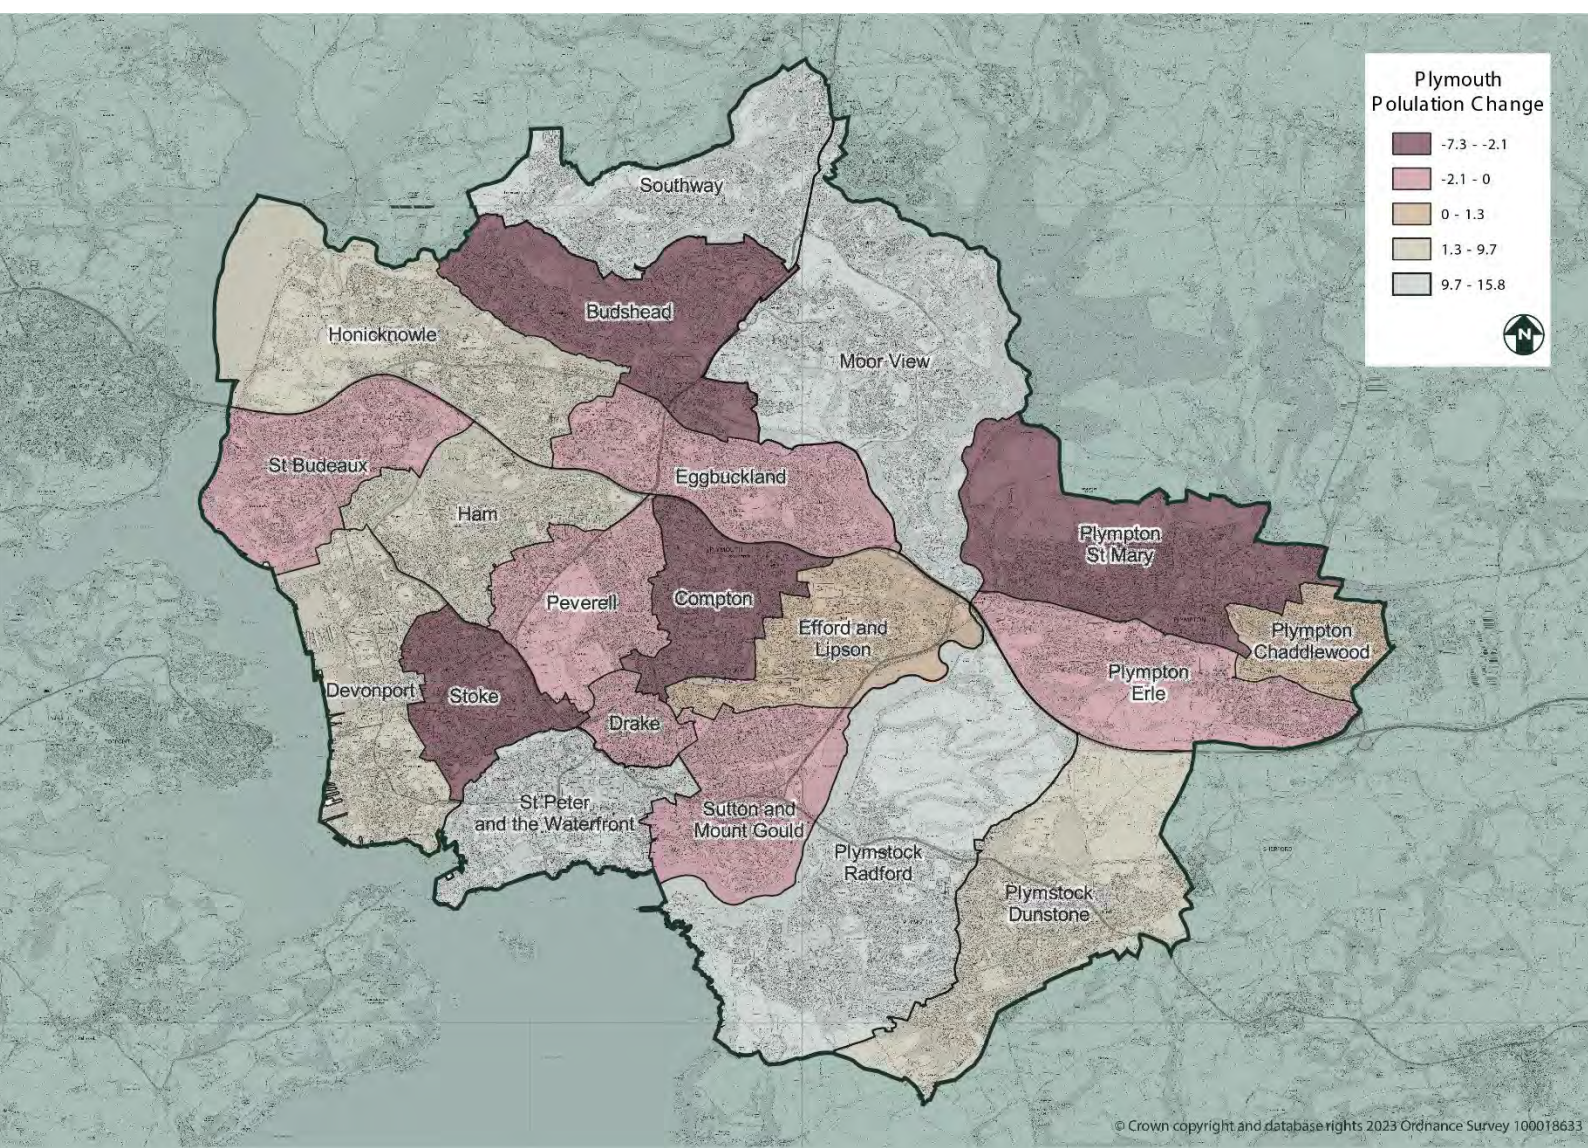 Plymouth
Polulation Change
-7.3 - -2.1
-2.1 - 0
0 - 1.3
1.3 - 9.7
9.7 - 15.8
N
Southway
Budshead
Honicknowle
Moor View
St Budeaux
Eggbuckland
Ham
Plympton
St Mary
Peverell
Compton
Efford and
Lipson
Plympton
Chaddlewood
Plympton
Erle
Devonport
Stoke
Drake
St Peter
and the Waterfront
Sutton and
Mount Gould
Plymstock
Radford
Plymstock
Dunstone
© Crown copyright and database rights 2023 Ordnance Survey 100018633